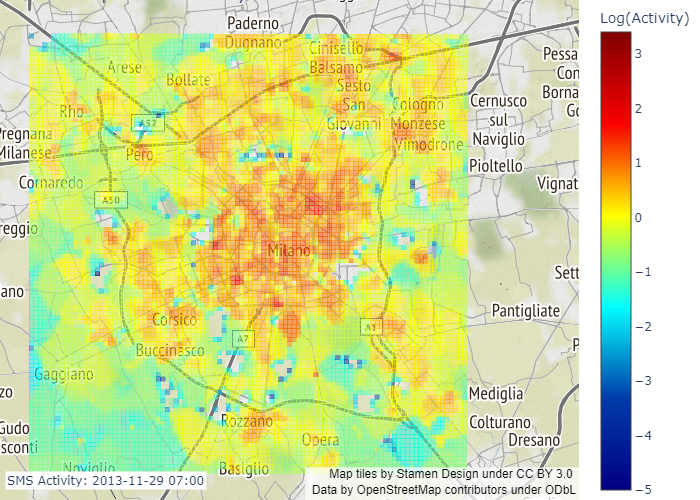 Paderno
Dugnano
Cinisello
Balsamo
Arese
Bollate
Sesto
San
Giovanni
Rho
A52
Cologno
Monzese
Vimodrone
Cernusco
sul
Naviglio
Pioltello
Pessa
Con
Borna
Go
Pregnana
Milanese
Pero
Cornaredo
A50
Vignat
reggio
Milano
Sett
ano
Corsico
A7
A1
Pantigliate
P
Buccinasco
Gaggiano
zo
Mediglia
Rozzano
Colturano
Dresano
Gudo
sconti
Opera
Noviglio
Basiglio
SMS Activity: 2013-11-29 07:00
Map tiles by Stamen Design under CC BY 3.0
Data by OpenStreetMap contributors under ODbL
Log(Activity)
3
2
1
0
−1
−2
−3
−4
−5